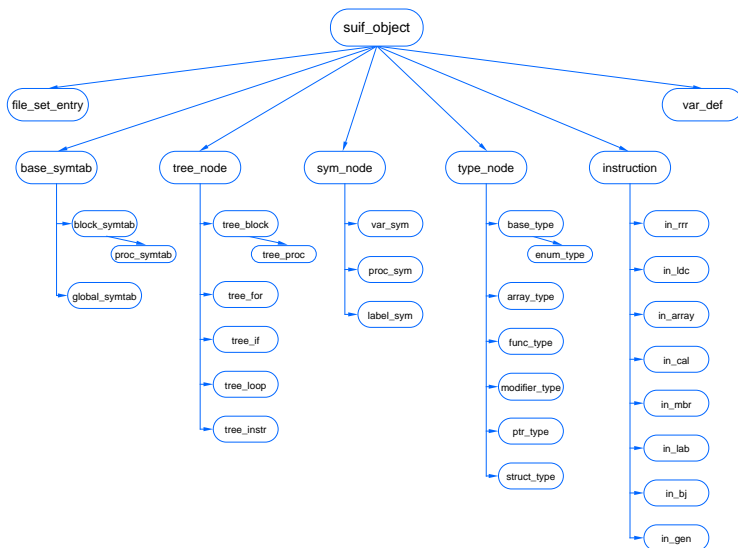 suif_object
file_set_entry
var_def
base_symtab
tree_node
sym_node
type_node
instruction
block_symtab
proc_symtab
global_symtab
tree_block
tree_proc
tree_for
tree_if
tree_loop
tree_instr
var_sym
proc_sym
label_sym
base_type
enum_type
array_type
func_type
modifier_type
ptr_type
struct_type
in_rrr
in_ldc
in_array
in_cal
in_mbr
in_lab
in_bj
in_gen